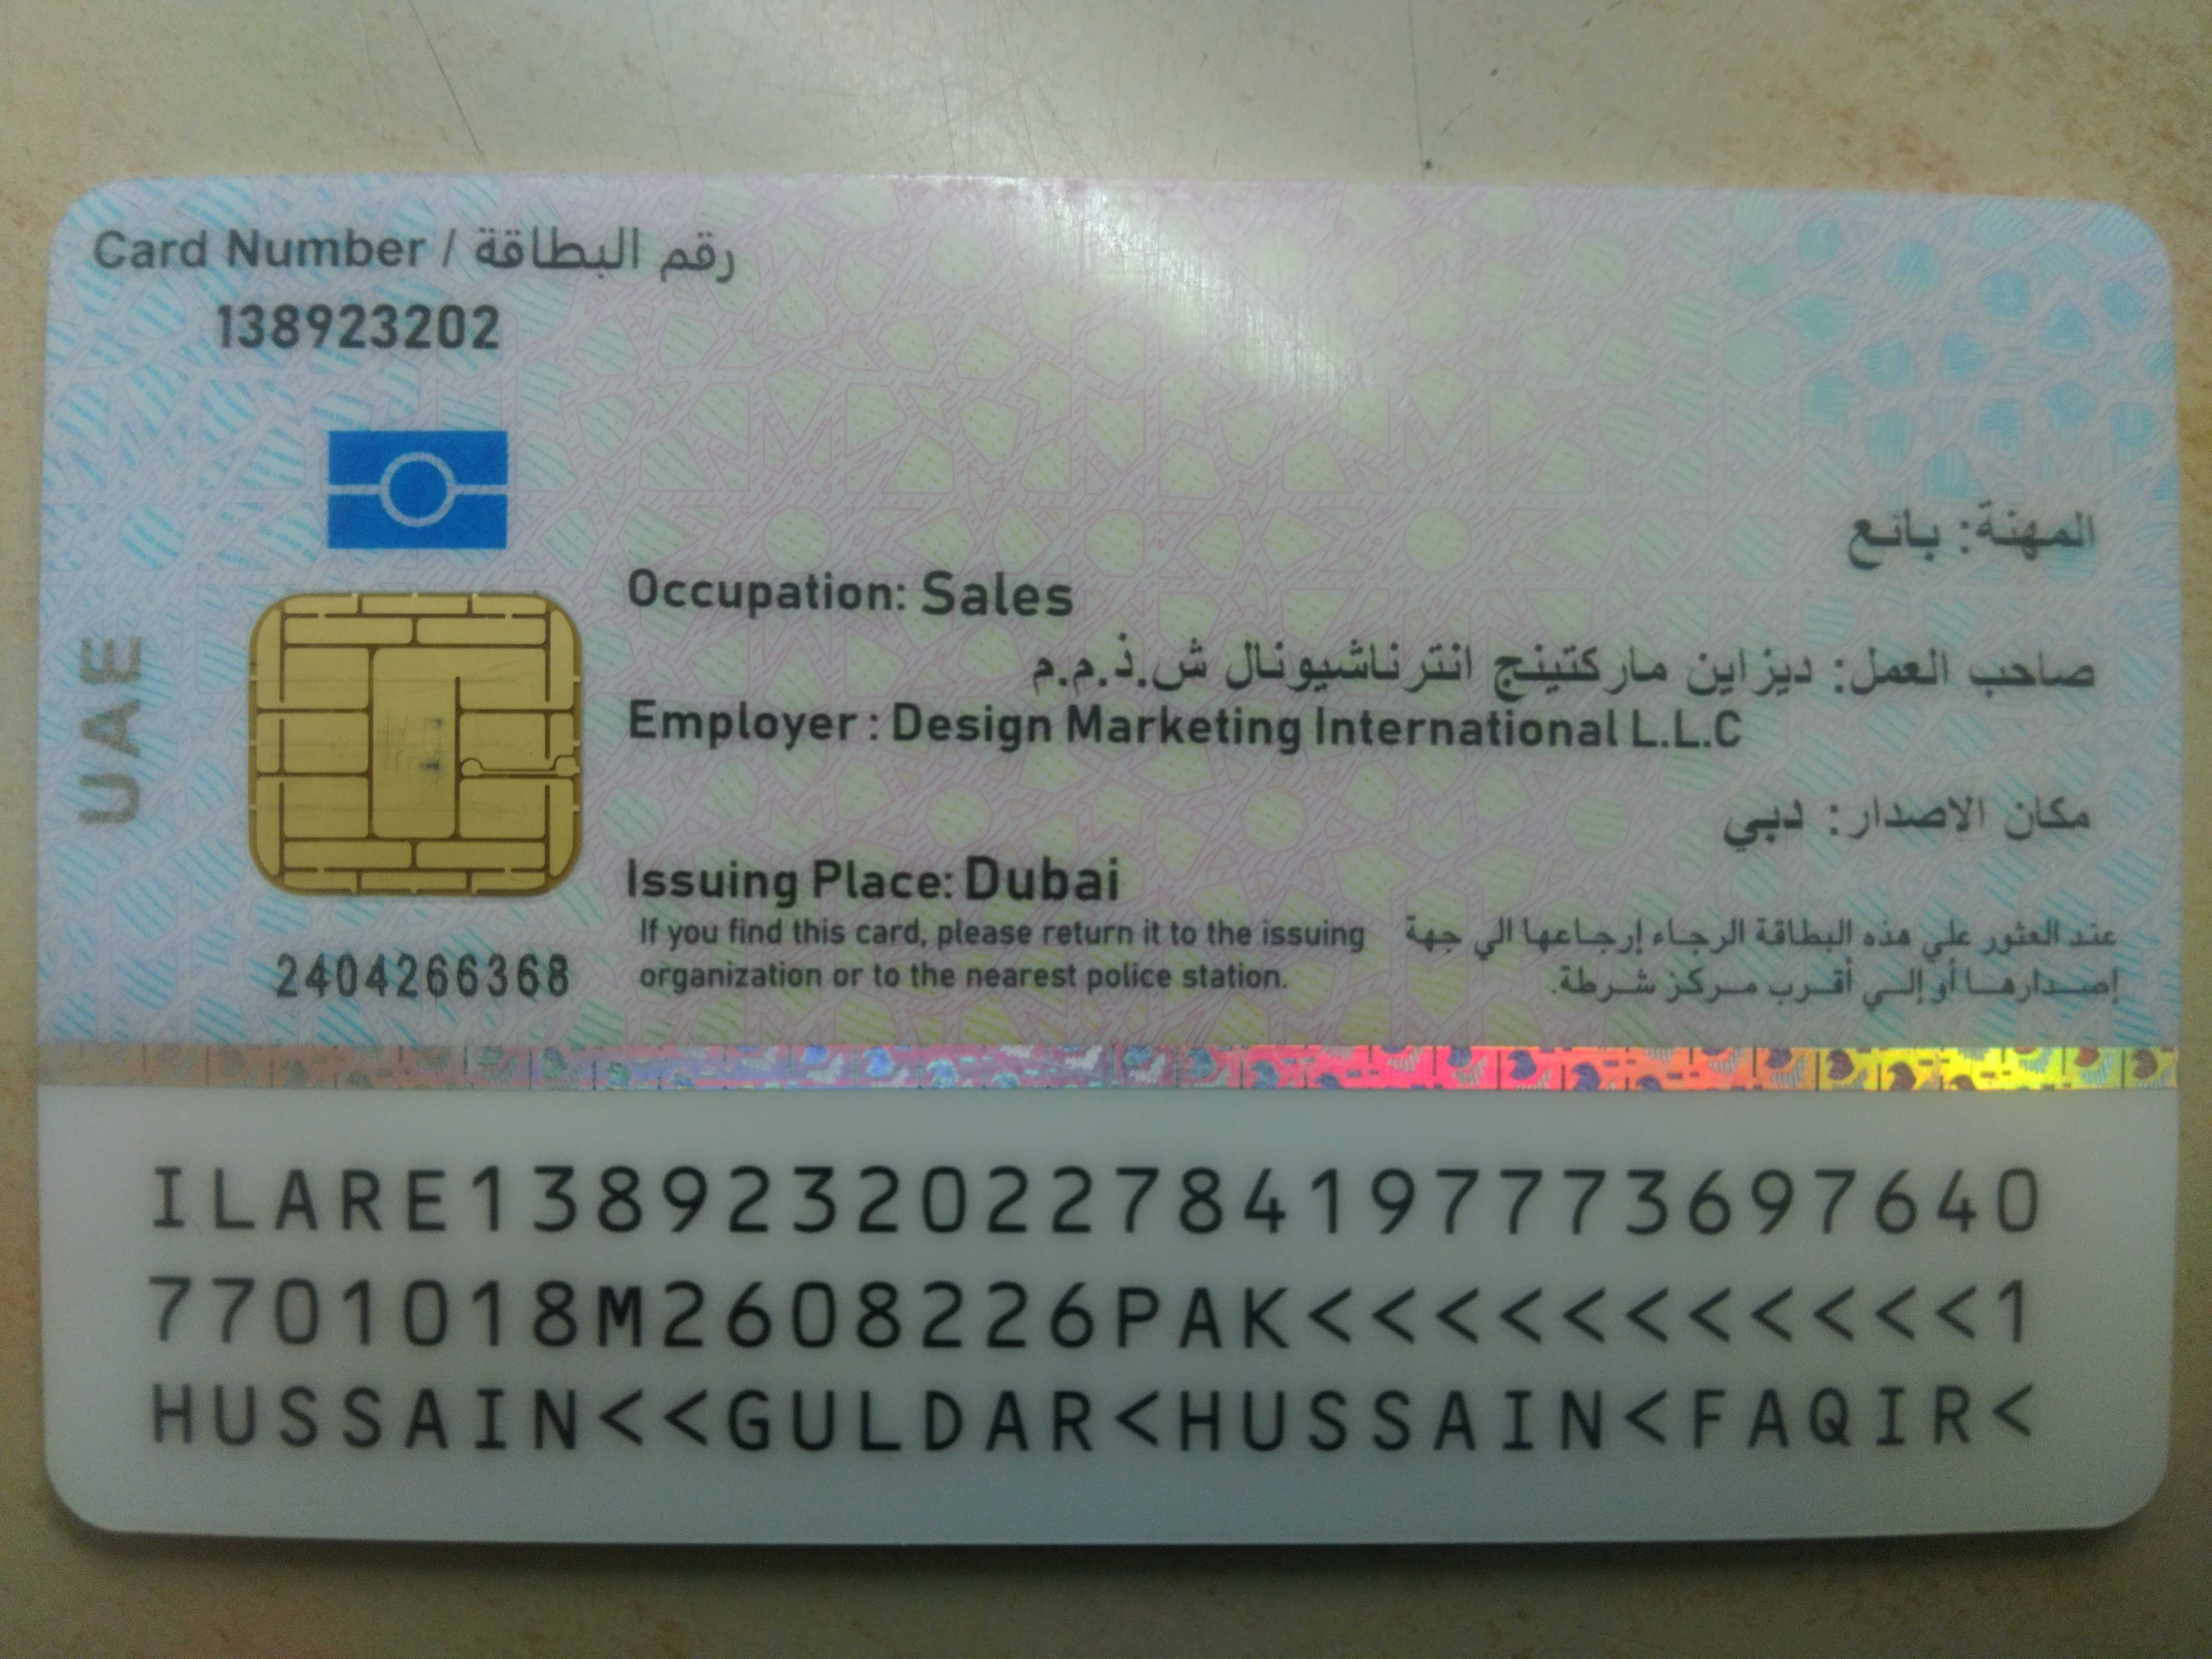 Card Number / رقم البطاقة
138923202
المهنة: بائع
Occupation: Sales
صاحب العمل: ديزاين ماركتينج انترناشيونال ش.ذ.م.م
Employer : Design Marketing International L.L.C
مكان الاصدار: دبي
Issuing Place: Dubai
UAE
If you find this card, please return it to the issuing
organization or to the nearest police station.
عند العثور علي هذه البطاقة الرجاء إرجاعها الي جهة
إصدارها أو إلي أقرب مركز شرطة.
2404266368
ILARE1389232022784197773697640
7701018M2608226PAK<<<<<<<<<<<1
HUSSAIN<<GULDAR<HUSSAIN<FAQIR<